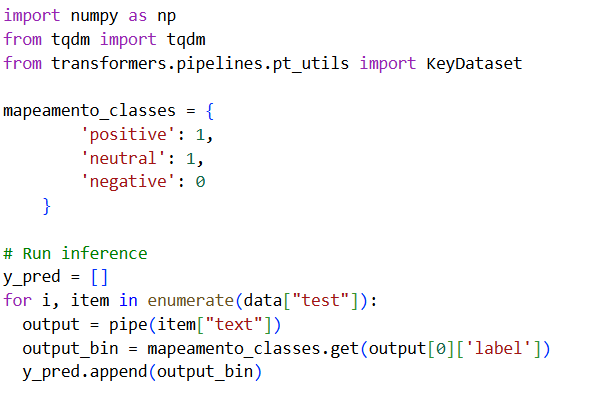 import numpy as np
from tqdm import tqdm
from transformers.pipelines.pt_utils import KeyDataset

mapeamento_classes = {
        'positive': 1,
        'neutral': 1,
        'negative': 0
    }

# Run inference
y_pred = []
for i, item in enumerate(data["test"]):
  output = pipe(item["text"])
  output_bin = mapeamento_classes.get(output[0]['label'])
  y_pred.append(output_bin)